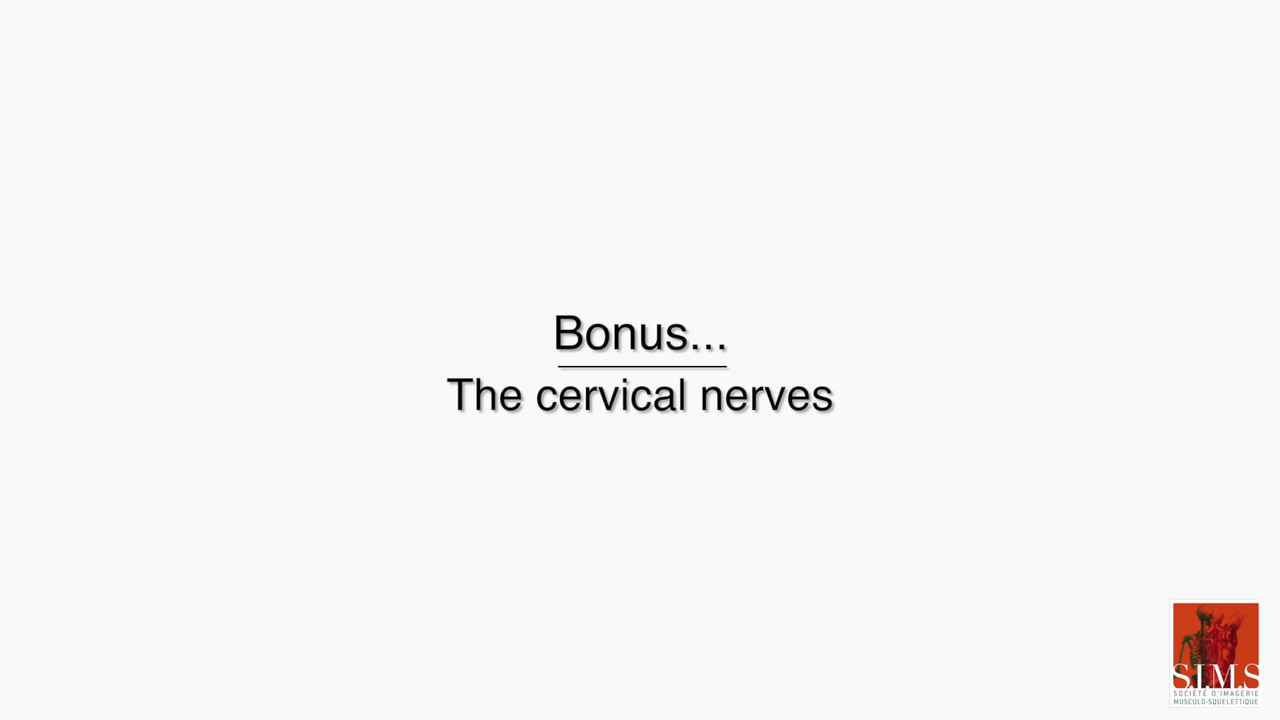 Bonus...
The cervical nerves
S.I.M.S
SOCIÉTÉ D'IMAGERIE
MUSCULO-SQUELETTIQUE